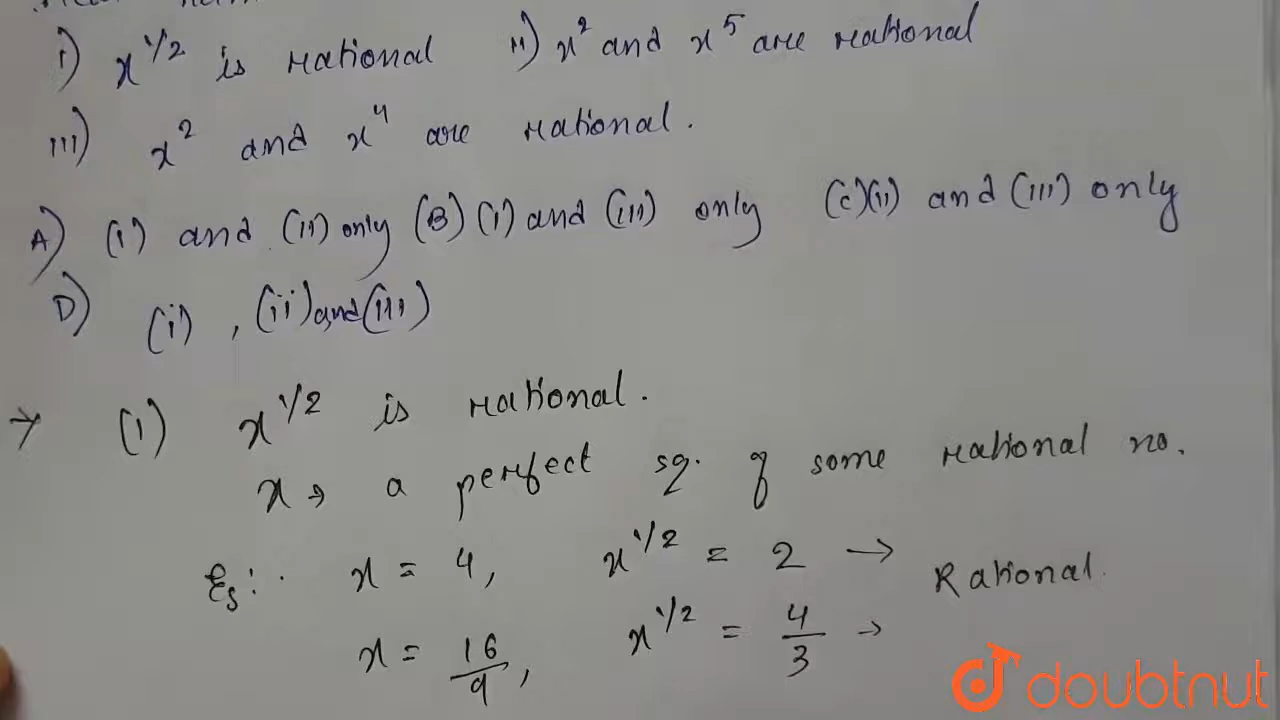 i) x^1/2 is rational ii) x^2 and x^5 are rational
iii) x^2 and x^4 are rational.
A) (i) and (ii) only (B) (i) and (iii) only (c)(ii) and (iii) only
D) (i), (ii) and (iii)
→ (i) x^1/2 is rational.
x → a perfect sq. of some rational no.
Eg:. x = 4, x^1/2 = 2 → Rational.
x = 16/9, x^1/2 = 4/3 →
doubtnut